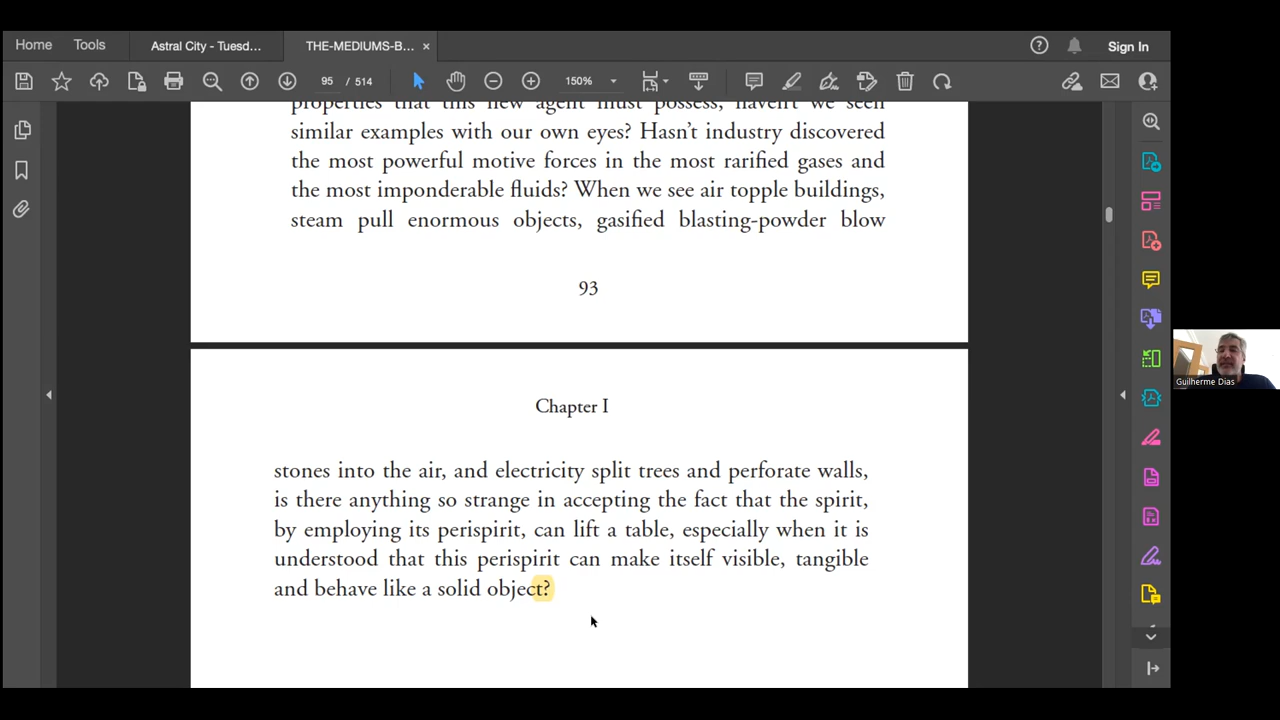 Home Tools Astral City - Tuesd... THE-MEDIUMS-B... × Sign In
95 / 514 150%
properties that this new agent must possess, haven't we seen
similar examples with our own eyes? Hasn't industry discovered
the most powerful motive forces in the most rarified gases and
the most imponderable fluids? When we see air topple buildings,
steam pull enormous objects, gasified blasting-powder blow
93
Guilherme Dias
Chapter I
stones into the air, and electricity split trees and perforate walls,
is there anything so strange in accepting the fact that the spirit,
by employing its perispirit, can lift a table, especially when it is
understood that this perispirit can make itself visible, tangible
and behave like a solid object?